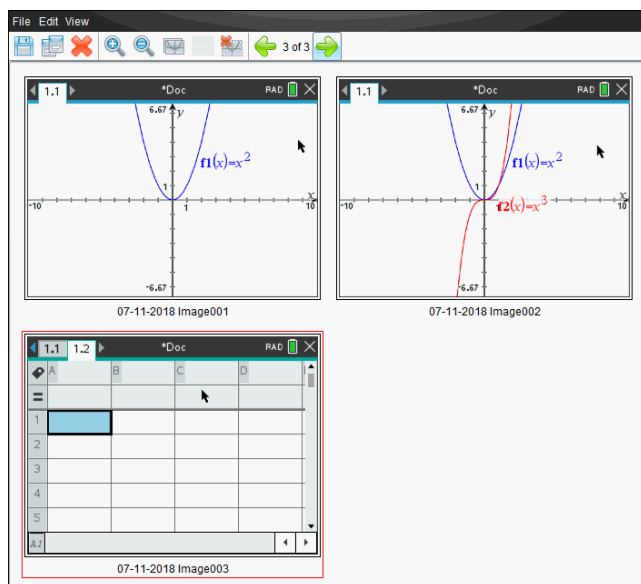 File Edit View
3 of 3
1.1 *Doc RAD
6.67 y
f1(x)=x²
1
-10 1 x 10
-6.67
07-11-2018 Image001
1.1 *Doc RAD
6.67 y
f1(x)=x²
1
-10 x 10
f2(x)=x³
-6.67
07-11-2018 Image002
1.1 1.2 *Doc RAD
A B C D
=
1
2
3
4
5
A1
07-11-2018 Image003